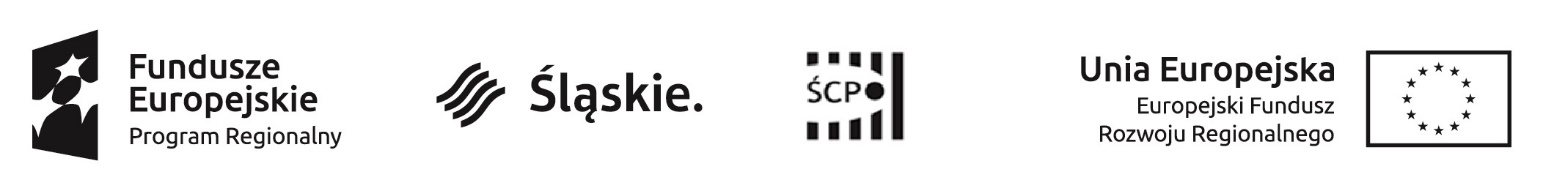 Fundusze
Europejskie
Program Regionalny
Śląskie.
ŚCP
Unia Europejska
Europejski Fundusz
Rozwoju Regionalnego